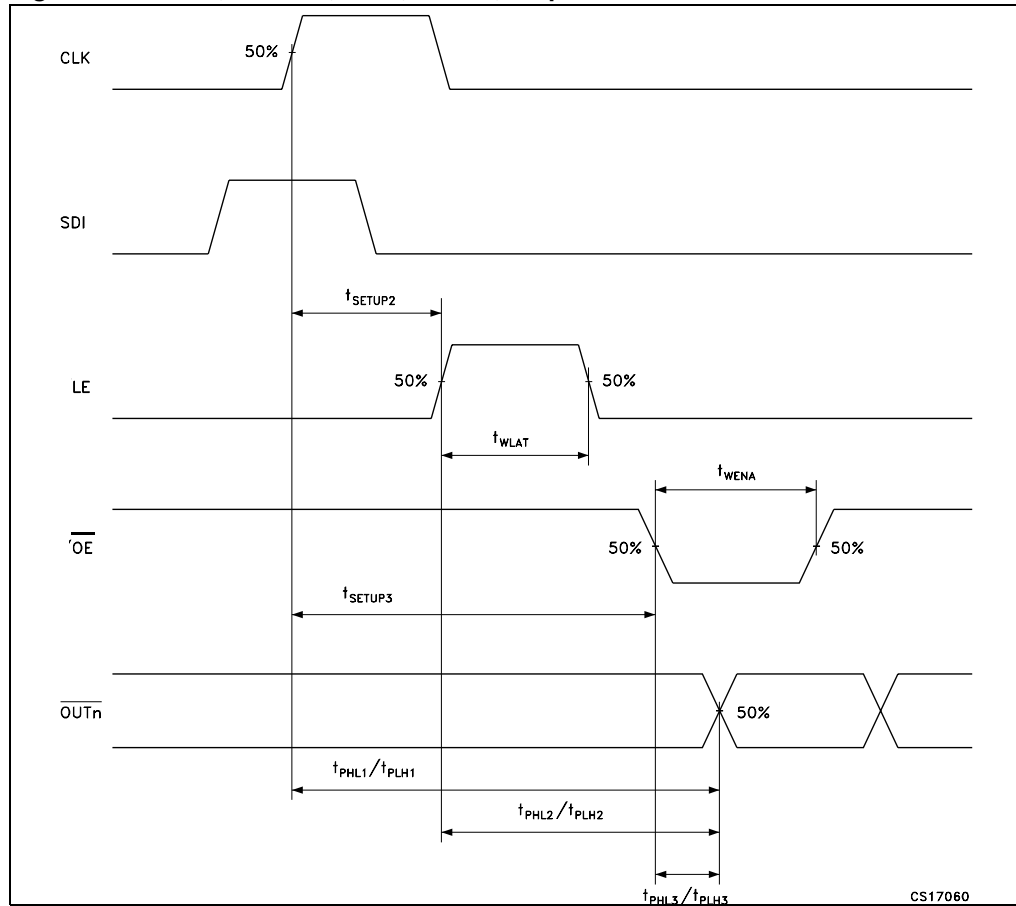 50%
CLK
SDI
tSETUP2
50%
50%
LE
tWLAT
tWENA
'OE
50%
50%
tSETUP3
OUTn
50%
tPHL1/tPLH1
tPHL2/tPLH2
tPHL3/tPLH3
CS17060